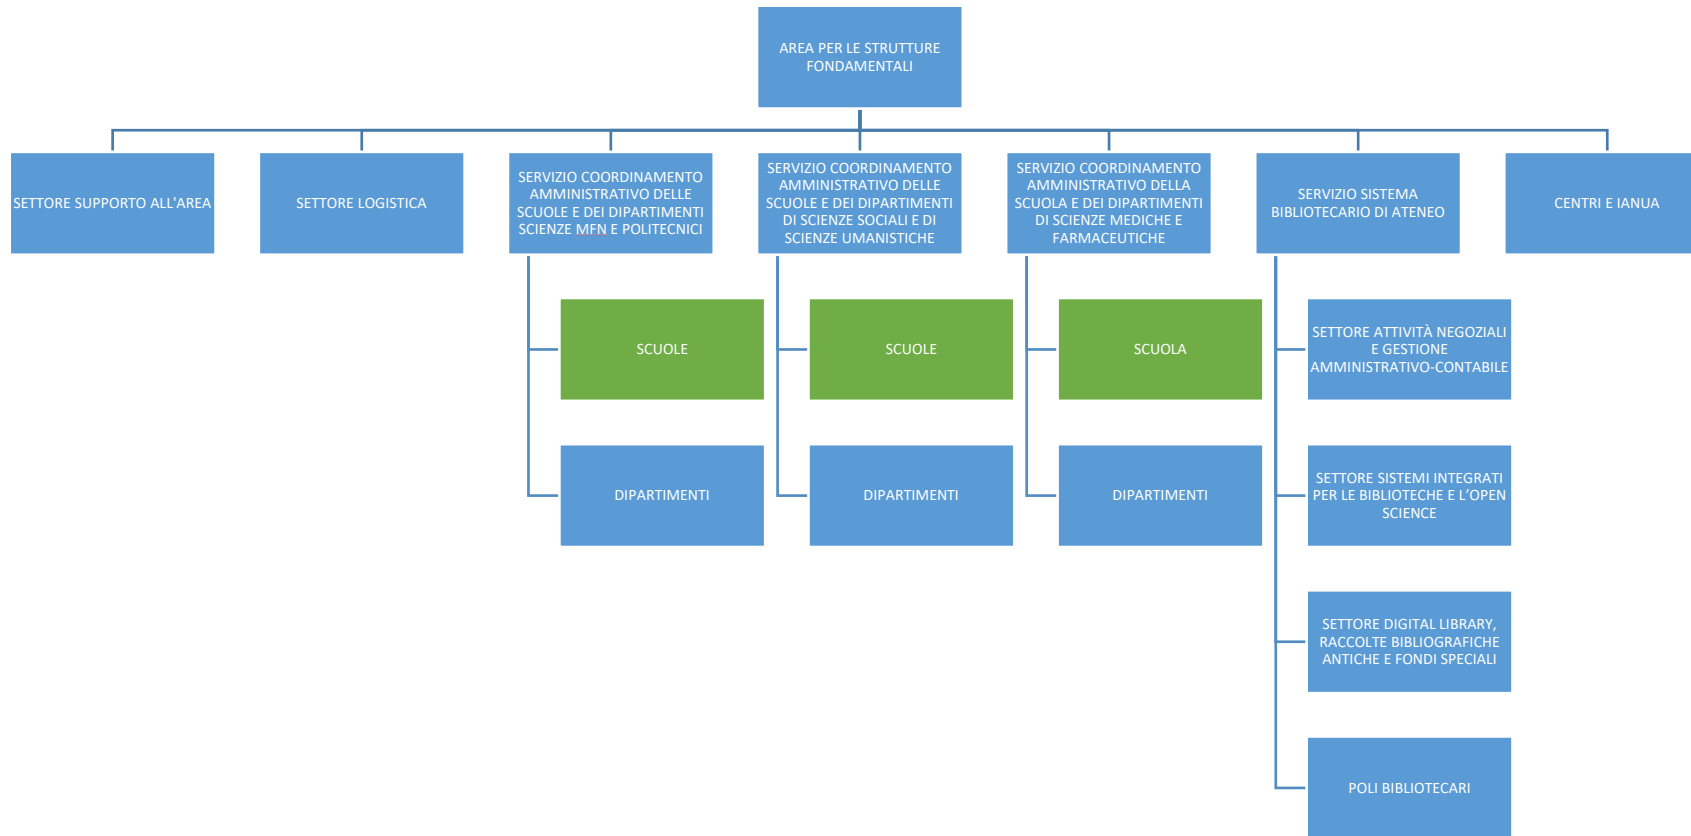 AREA PER LE STRUTTURE
FONDAMENTALI
SETTORE SUPPORTO ALL'AREA
SETTORE LOGISTICA
SERVIZIO COORDINAMENTO
AMMINISTRATIVO DELLE
SCUOLE E DEI DIPARTIMENTI
SCIENZE MFN E POLITECNICI
SERVIZIO COORDINAMENTO
AMMINISTRATIVO DELLE
SCUOLE E DEI DIPARTIMENTI
DI SCIENZE SOCIALI E DI
SCIENZE UMANISTICHE
SERVIZIO COORDINAMENTO
AMMINISTRATIVO DELLA
SCUOLA E DEI DIPARTIMENTI
DI SCIENZE MEDICHE E
FARMACEUTICHE
SERVIZIO SISTEMA
BIBLIOTECARIO DI ATENEO
CENTRI E IANUA
SCUOLE
SCUOLE
SCUOLA
SETTORE ATTIVITÀ NEGOZIALI
E GESTIONE
AMMINISTRATIVO-CONTABILE
DIPARTIMENTI
DIPARTIMENTI
DIPARTIMENTI
SETTORE SISTEMI INTEGRATI
PER LE BIBLIOTECHE E L’OPEN
SCIENCE
SETTORE DIGITAL LIBRARY,
RACCOLTE BIBLIOGRAFICHE
ANTICHE E FONDI SPECIALI
POLI BIBLIOTECARI